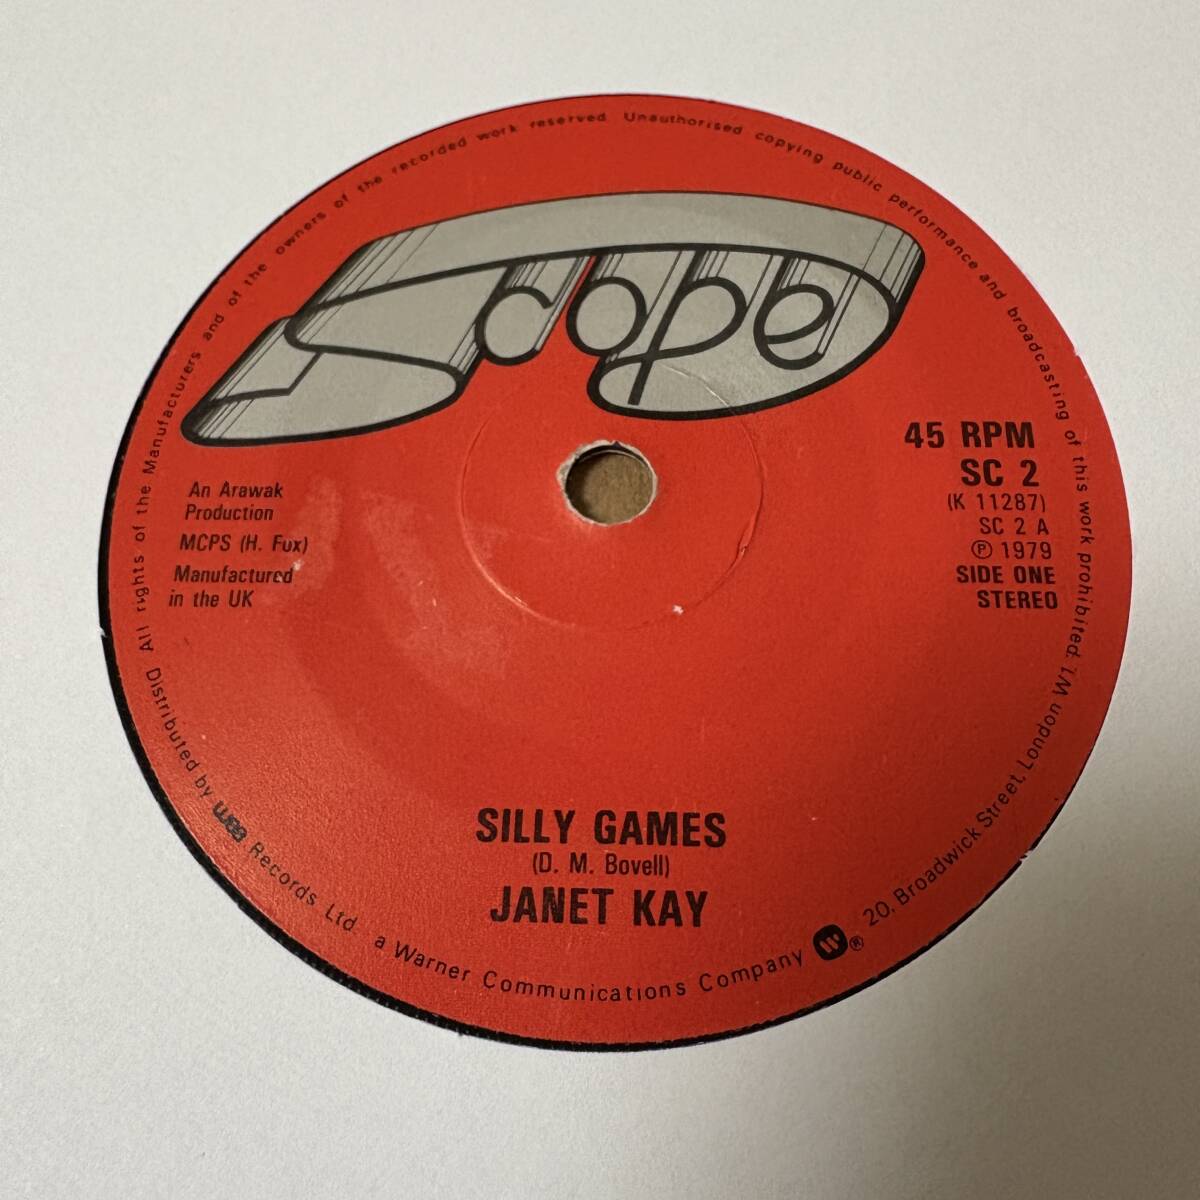 All rights of the Manufacturers and of the owners of the recorded work reserved. Unauthorised copying public performance and broadcasting of this work prohibited.
Scope
45 RPM
SC 2
(K 11287)
SC 2 A
℗ 1979
SIDE ONE
STEREO
An Arawak
Production
MCPS (H. Fox)
Manufactured
in the UK
SILLY GAMES
(D. M. Bovell)
JANET KAY
Distributed by wea Records Ltd. a Warner Communications Company W ® 20, Broadwick Street, London W1